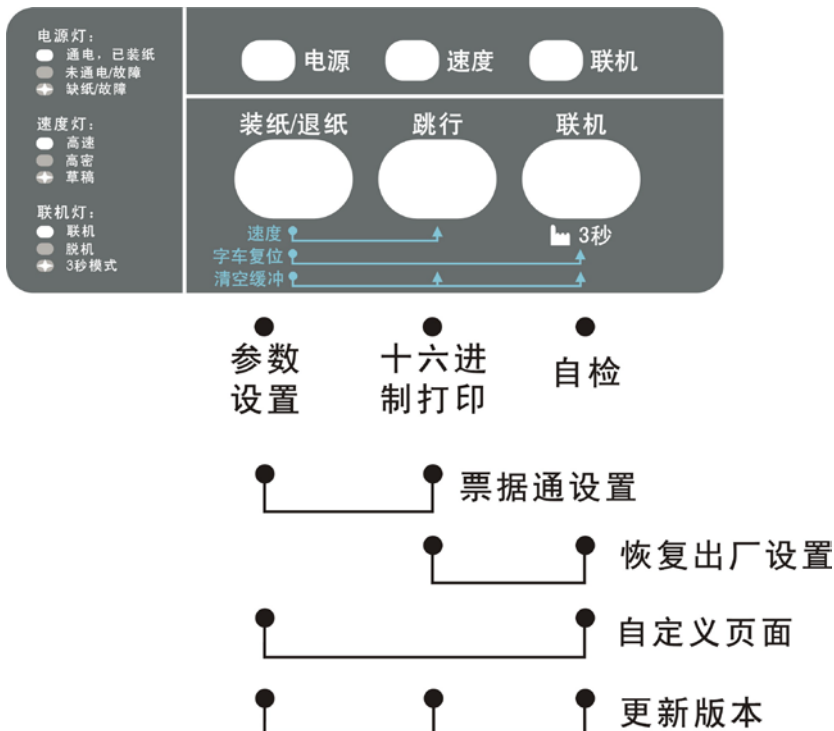 电源灯:
通电，已装纸
未通电/故障
缺纸/故障
速度灯:
高速
高密
草稿
联机灯:
联机
脱机
3秒模式
电源
速度
联机
装纸/退纸
跳行
联机
速度
3秒
字车复位
清空缓冲
参数
设置
十六进
制打印
自检
票据通设置
恢复出厂设置
自定义页面
更新版本